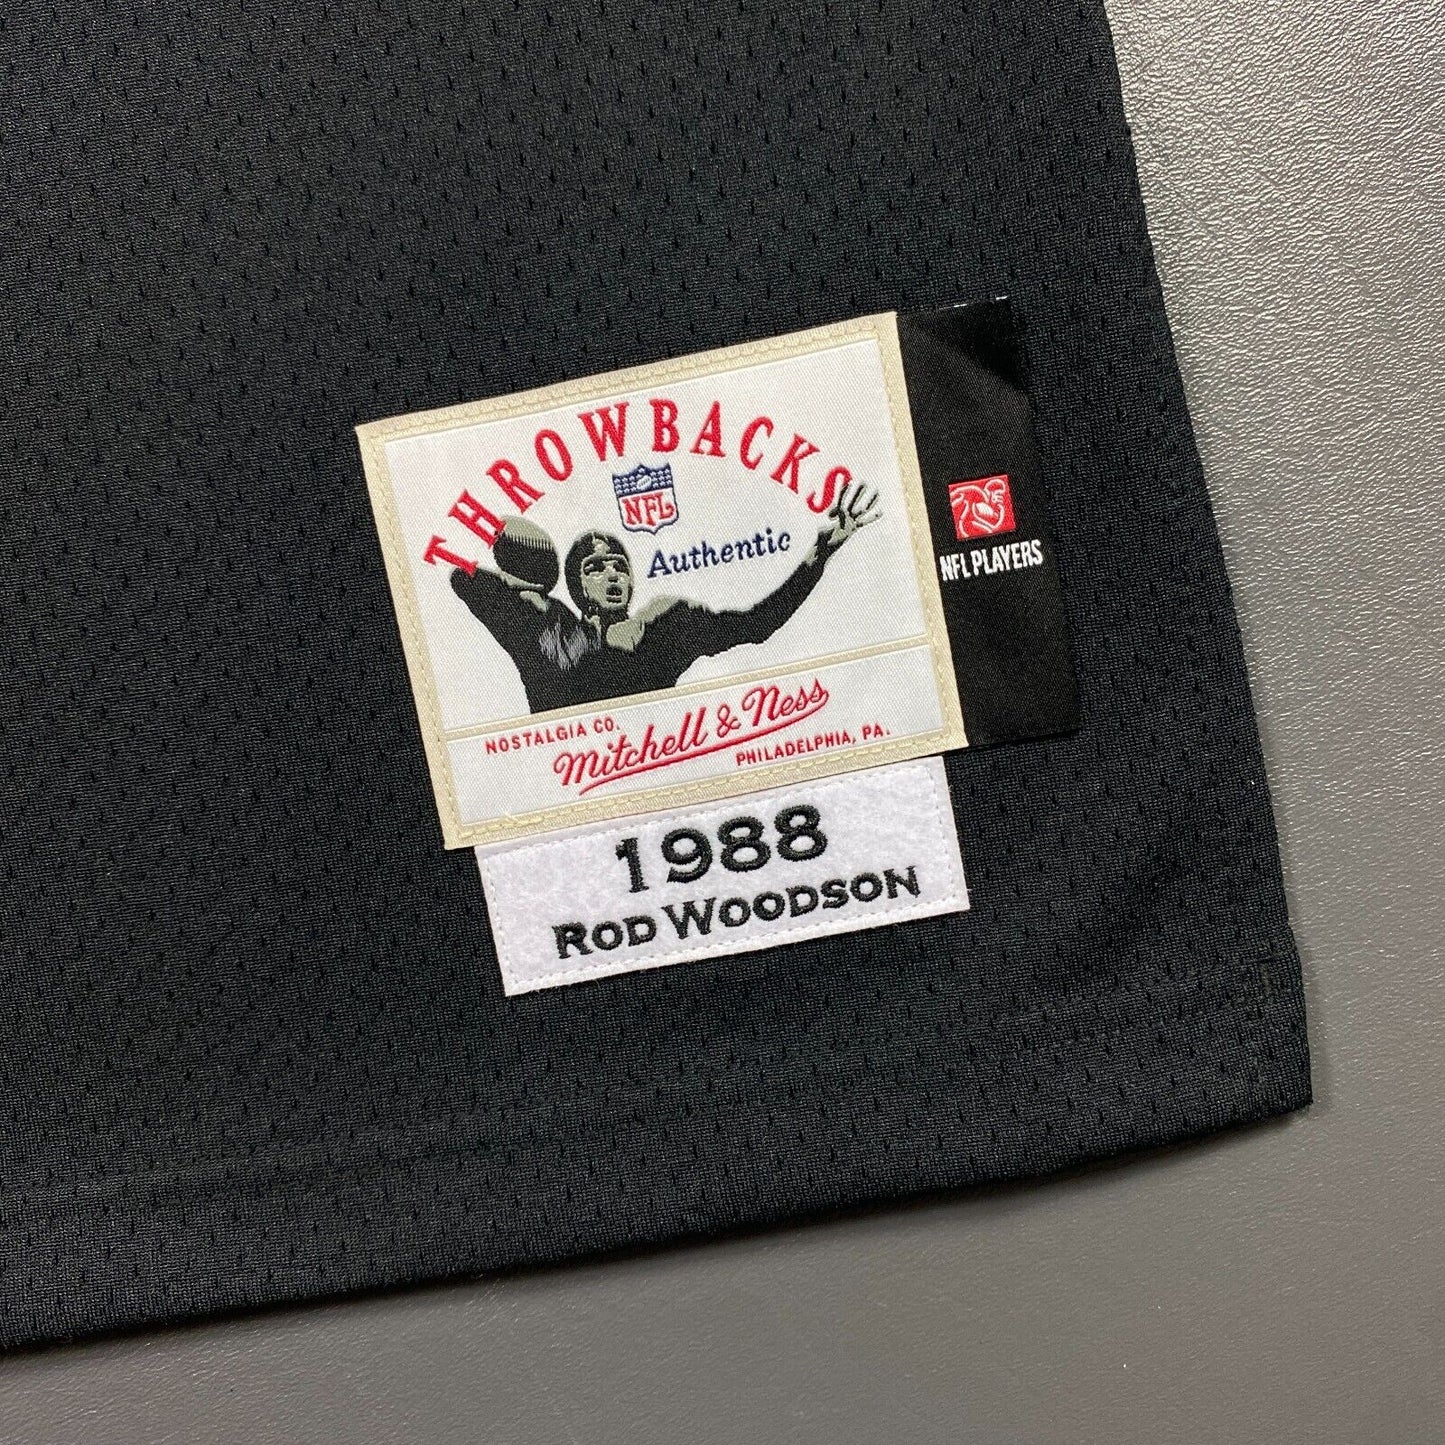 THROWBACKS
NFL
Authentic
NFL PLAYERS
NOSTALGIA CO.
Mitchell & Ness
PHILADELPHIA, PA.
1988
ROD WOODSON